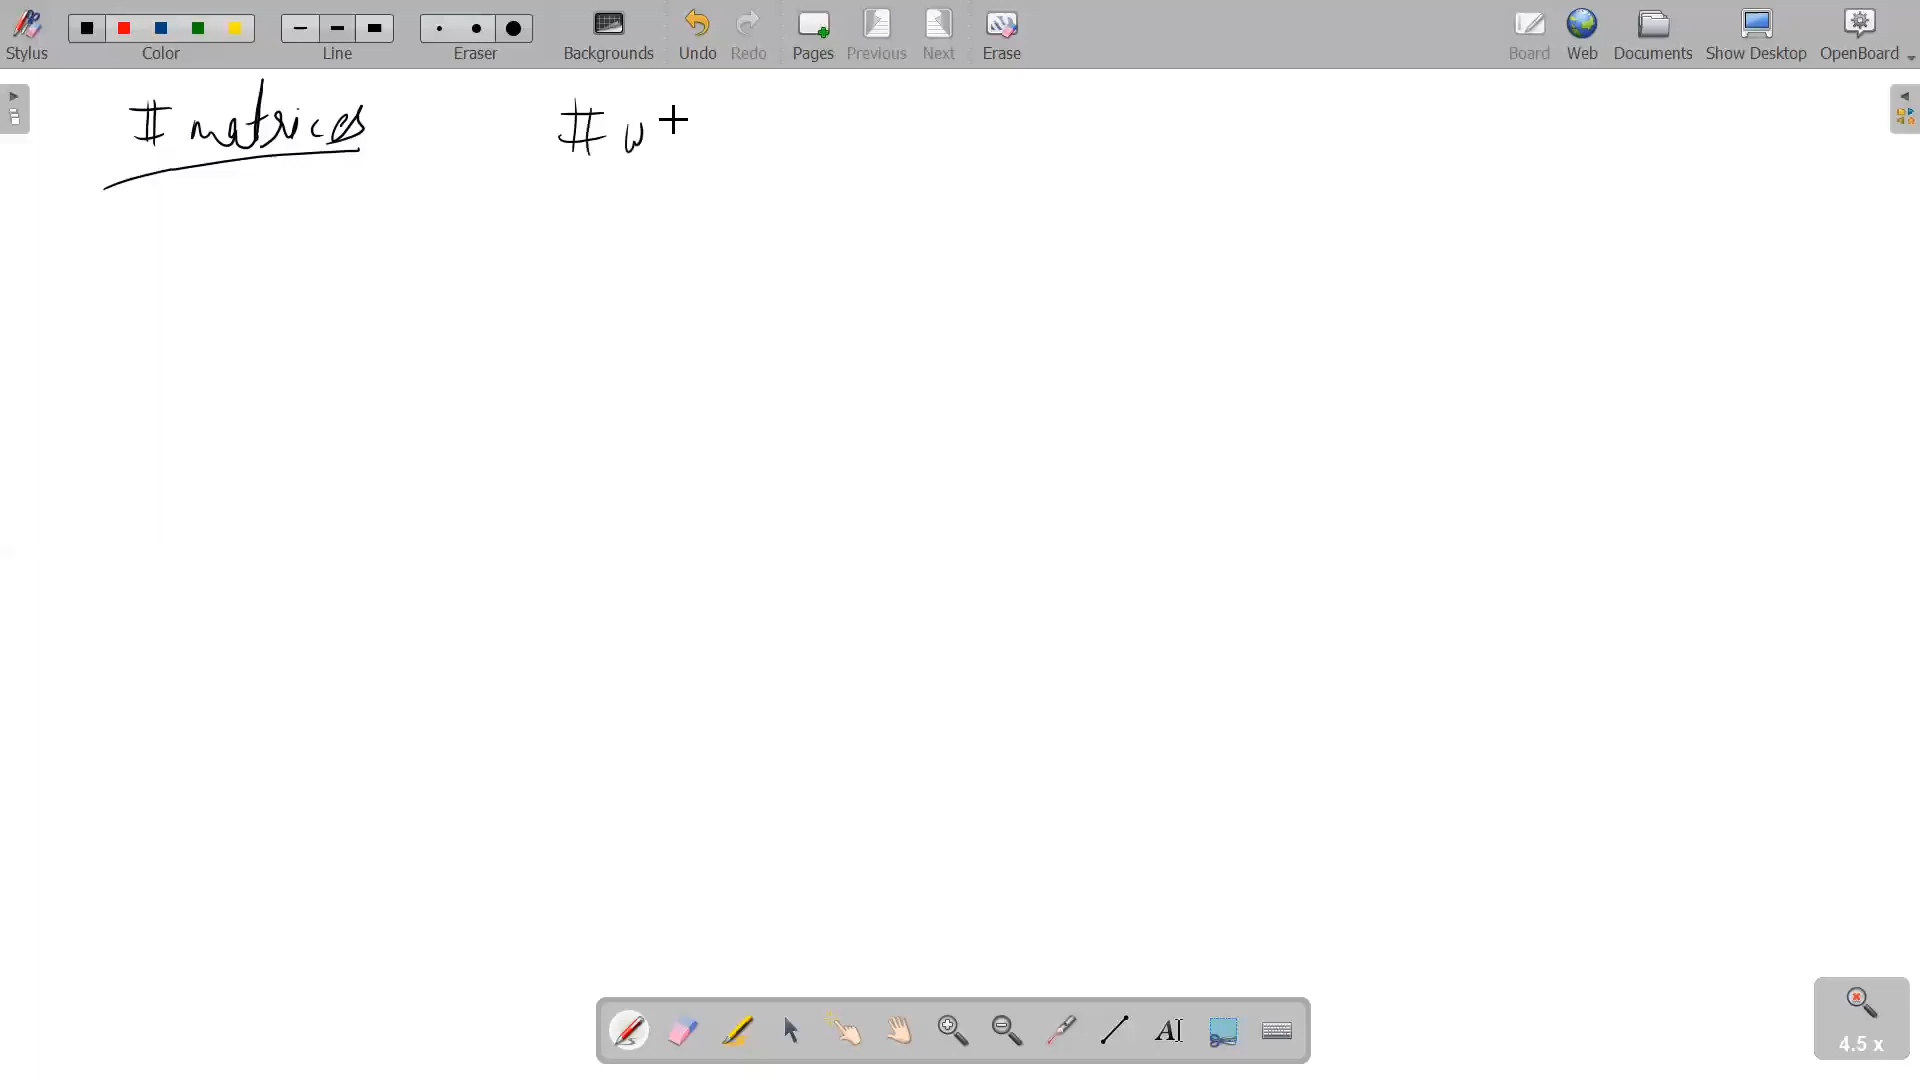 Stylus Color Line Eraser Backgrounds Undo Redo Pages Previous Next Erase Board Web Documents Show Desktop OpenBoard
# matrices # w
4.5 x